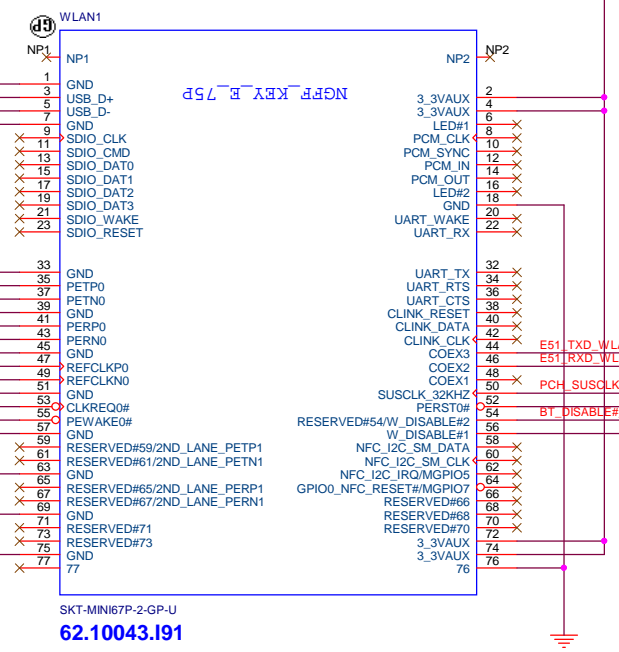 GP
WLAN1
NP1 NP1
NP2 NP2
NGFF_KEY_E_75P
1 GND
3 USB_D+
5 USB_D-
7 GND
9 SDIO_CLK
11 SDIO_CMD
13 SDIO_DAT0
15 SDIO_DAT1
17 SDIO_DAT2
19 SDIO_DAT3
21 SDIO_WAKE
23 SDIO_RESET
33 GND
35 PETP0
37 PETN0
39 GND
41 PERP0
43 PERN0
45 GND
47 REFCLKP0
49 REFCLKN0
51 GND
53 CLKREQ0#
55 PEWAKE0#
57 GND
59 RESERVED#59/2ND_LANE_PETP1
61 RESERVED#61/2ND_LANE_PETN1
63 GND
65 RESERVED#65/2ND_LANE_PERP1
67 RESERVED#67/2ND_LANE_PERN1
69 GND
71 RESERVED#71
73 RESERVED#73
75 GND
77 77
3_3VAUX 2
3_3VAUX 4
LED#1 6
PCM_CLK 8
PCM_SYNC 10
PCM_IN 12
PCM_OUT 14
LED#2 16
GND 18
UART_WAKE 20
UART_RX 22
UART_TX 32
UART_RTS 34
UART_CTS 36
CLINK_RESET 38
CLINK_DATA 40
CLINK_CLK 42
COEX3 44 E51_TXD_WLA
COEX2 46 E51_RXD_WL
COEX1 48
SUSCLK_32KHZ 50 PCH_SUSCLK
PERST0# 52
RESERVED#54/W_DISABLE#2 54 BT_DISABLE#
W_DISABLE#1 56
NFC_I2C_SM_DATA 58
NFC_I2C_SM_CLK 60
NFC_I2C_IRQ/MGPIO5 62
GPIO0_NFC_RESET#/MGPIO7 64
RESERVED#66 66
RESERVED#68 68
RESERVED#70 70
3_3VAUX 72
3_3VAUX 74
76 76
SKT-MINI67P-2-GP-U
62.10043.I91